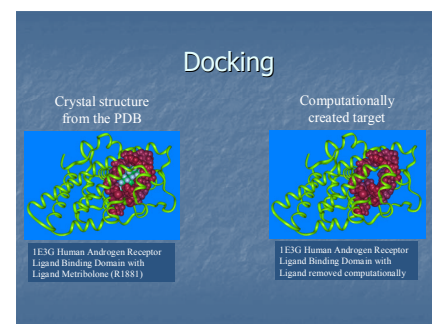 Docking
Crystal structure
from the PDB
Computationally
created target
1E3G Human Androgen Receptor
Ligand Binding Domain with
Ligand Metribolone (R1881)
1E3G Human Androgen Receptor
Ligand Binding Domain with
Ligand removed computationally